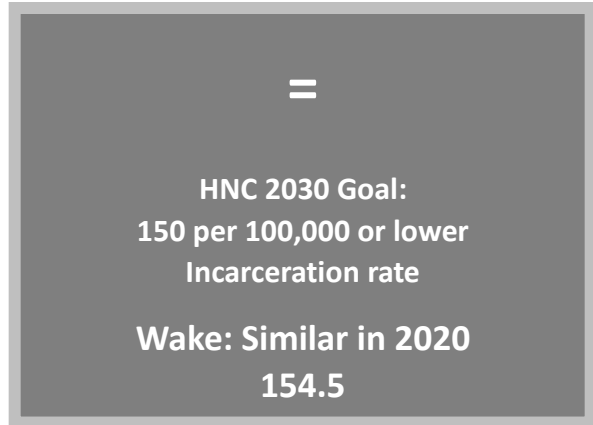 =
HNC 2030 Goal:
150 per 100,000 or lower
Incarceration rate
Wake: Similar in 2020
154.5